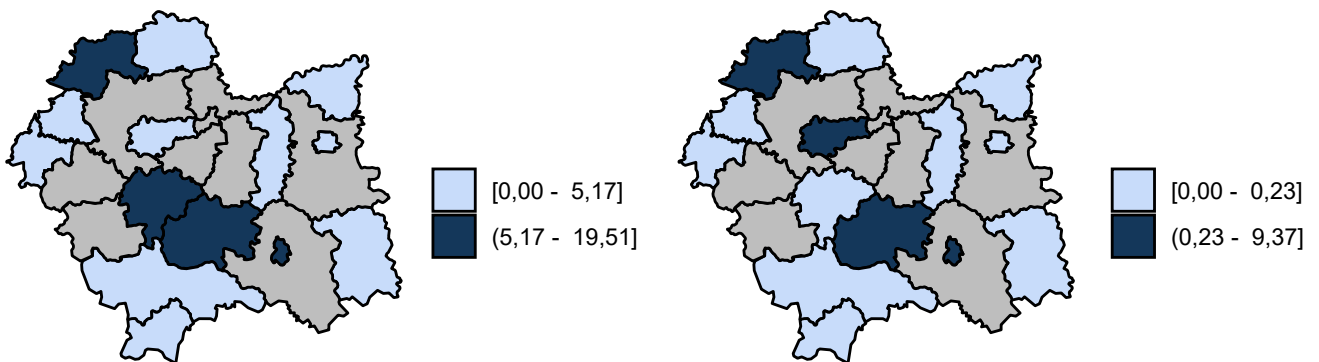 [0,00 - 5,17]
(5,17 - 19,51]
[0,00 - 0,23]
(0,23 - 9,37]